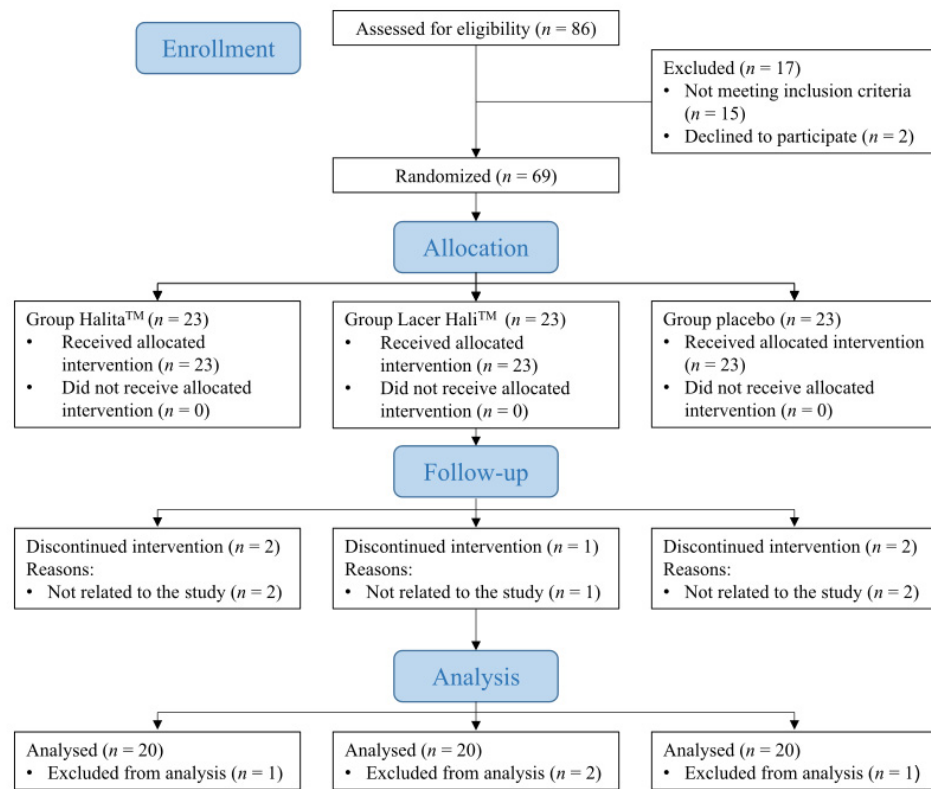 Enrollment
Assessed for eligibility (n = 86)
Excluded (n = 17)
• Not meeting inclusion criteria
(n = 15)
• Declined to participate (n = 2)
Randomized (n = 69)
Allocation
Group Halita™ (n = 23)
• Received allocated
intervention (n = 23)
• Did not receive allocated
intervention (n = 0)
Group Lacer Hali™ (n = 23)
• Received allocated
intervention (n = 23)
• Did not receive allocated
intervention (n = 0)
Group placebo (n = 23)
• Received allocated intervention
(n = 23)
• Did not receive allocated
intervention (n = 0)
Follow-up
Discontinued intervention (n = 2)
Reasons:
• Not related to the study (n = 2)
Discontinued intervention (n = 1)
Reasons:
• Not related to the study (n = 1)
Discontinued intervention (n = 2)
Reasons:
• Not related to the study (n = 2)
Analysis
Analysed (n = 20)
• Excluded from analysis (n = 1)
Analysed (n = 20)
• Excluded from analysis (n = 2)
Analysed (n = 20)
• Excluded from analysis (n = 1)